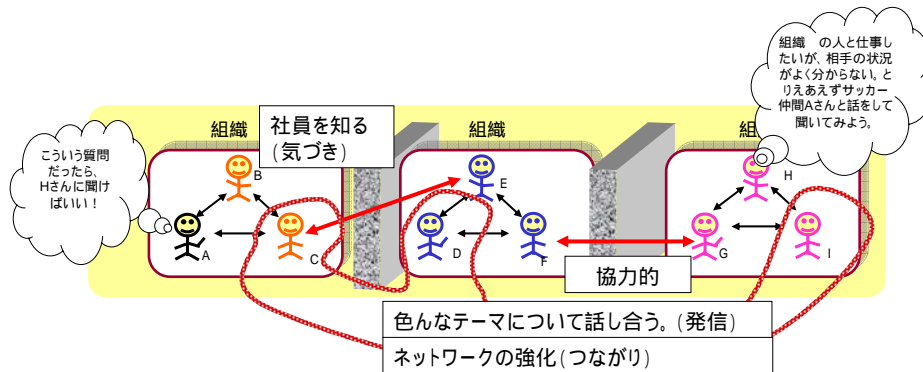 組織　の人と仕事し
たいが、相手の状況
がよく分からない。と
りえあえずサッカー
仲間Aさんと話をして
聞いてみよう。
組織
社員を知る
(気づき)
組織
組
こういう質問
だったら、
Hさんに聞け
ばいい！
B
A
C
E
D
F
H
G
I
協力的
色んなテーマについて話し合う。(発信)
ネットワークの強化(つながり)